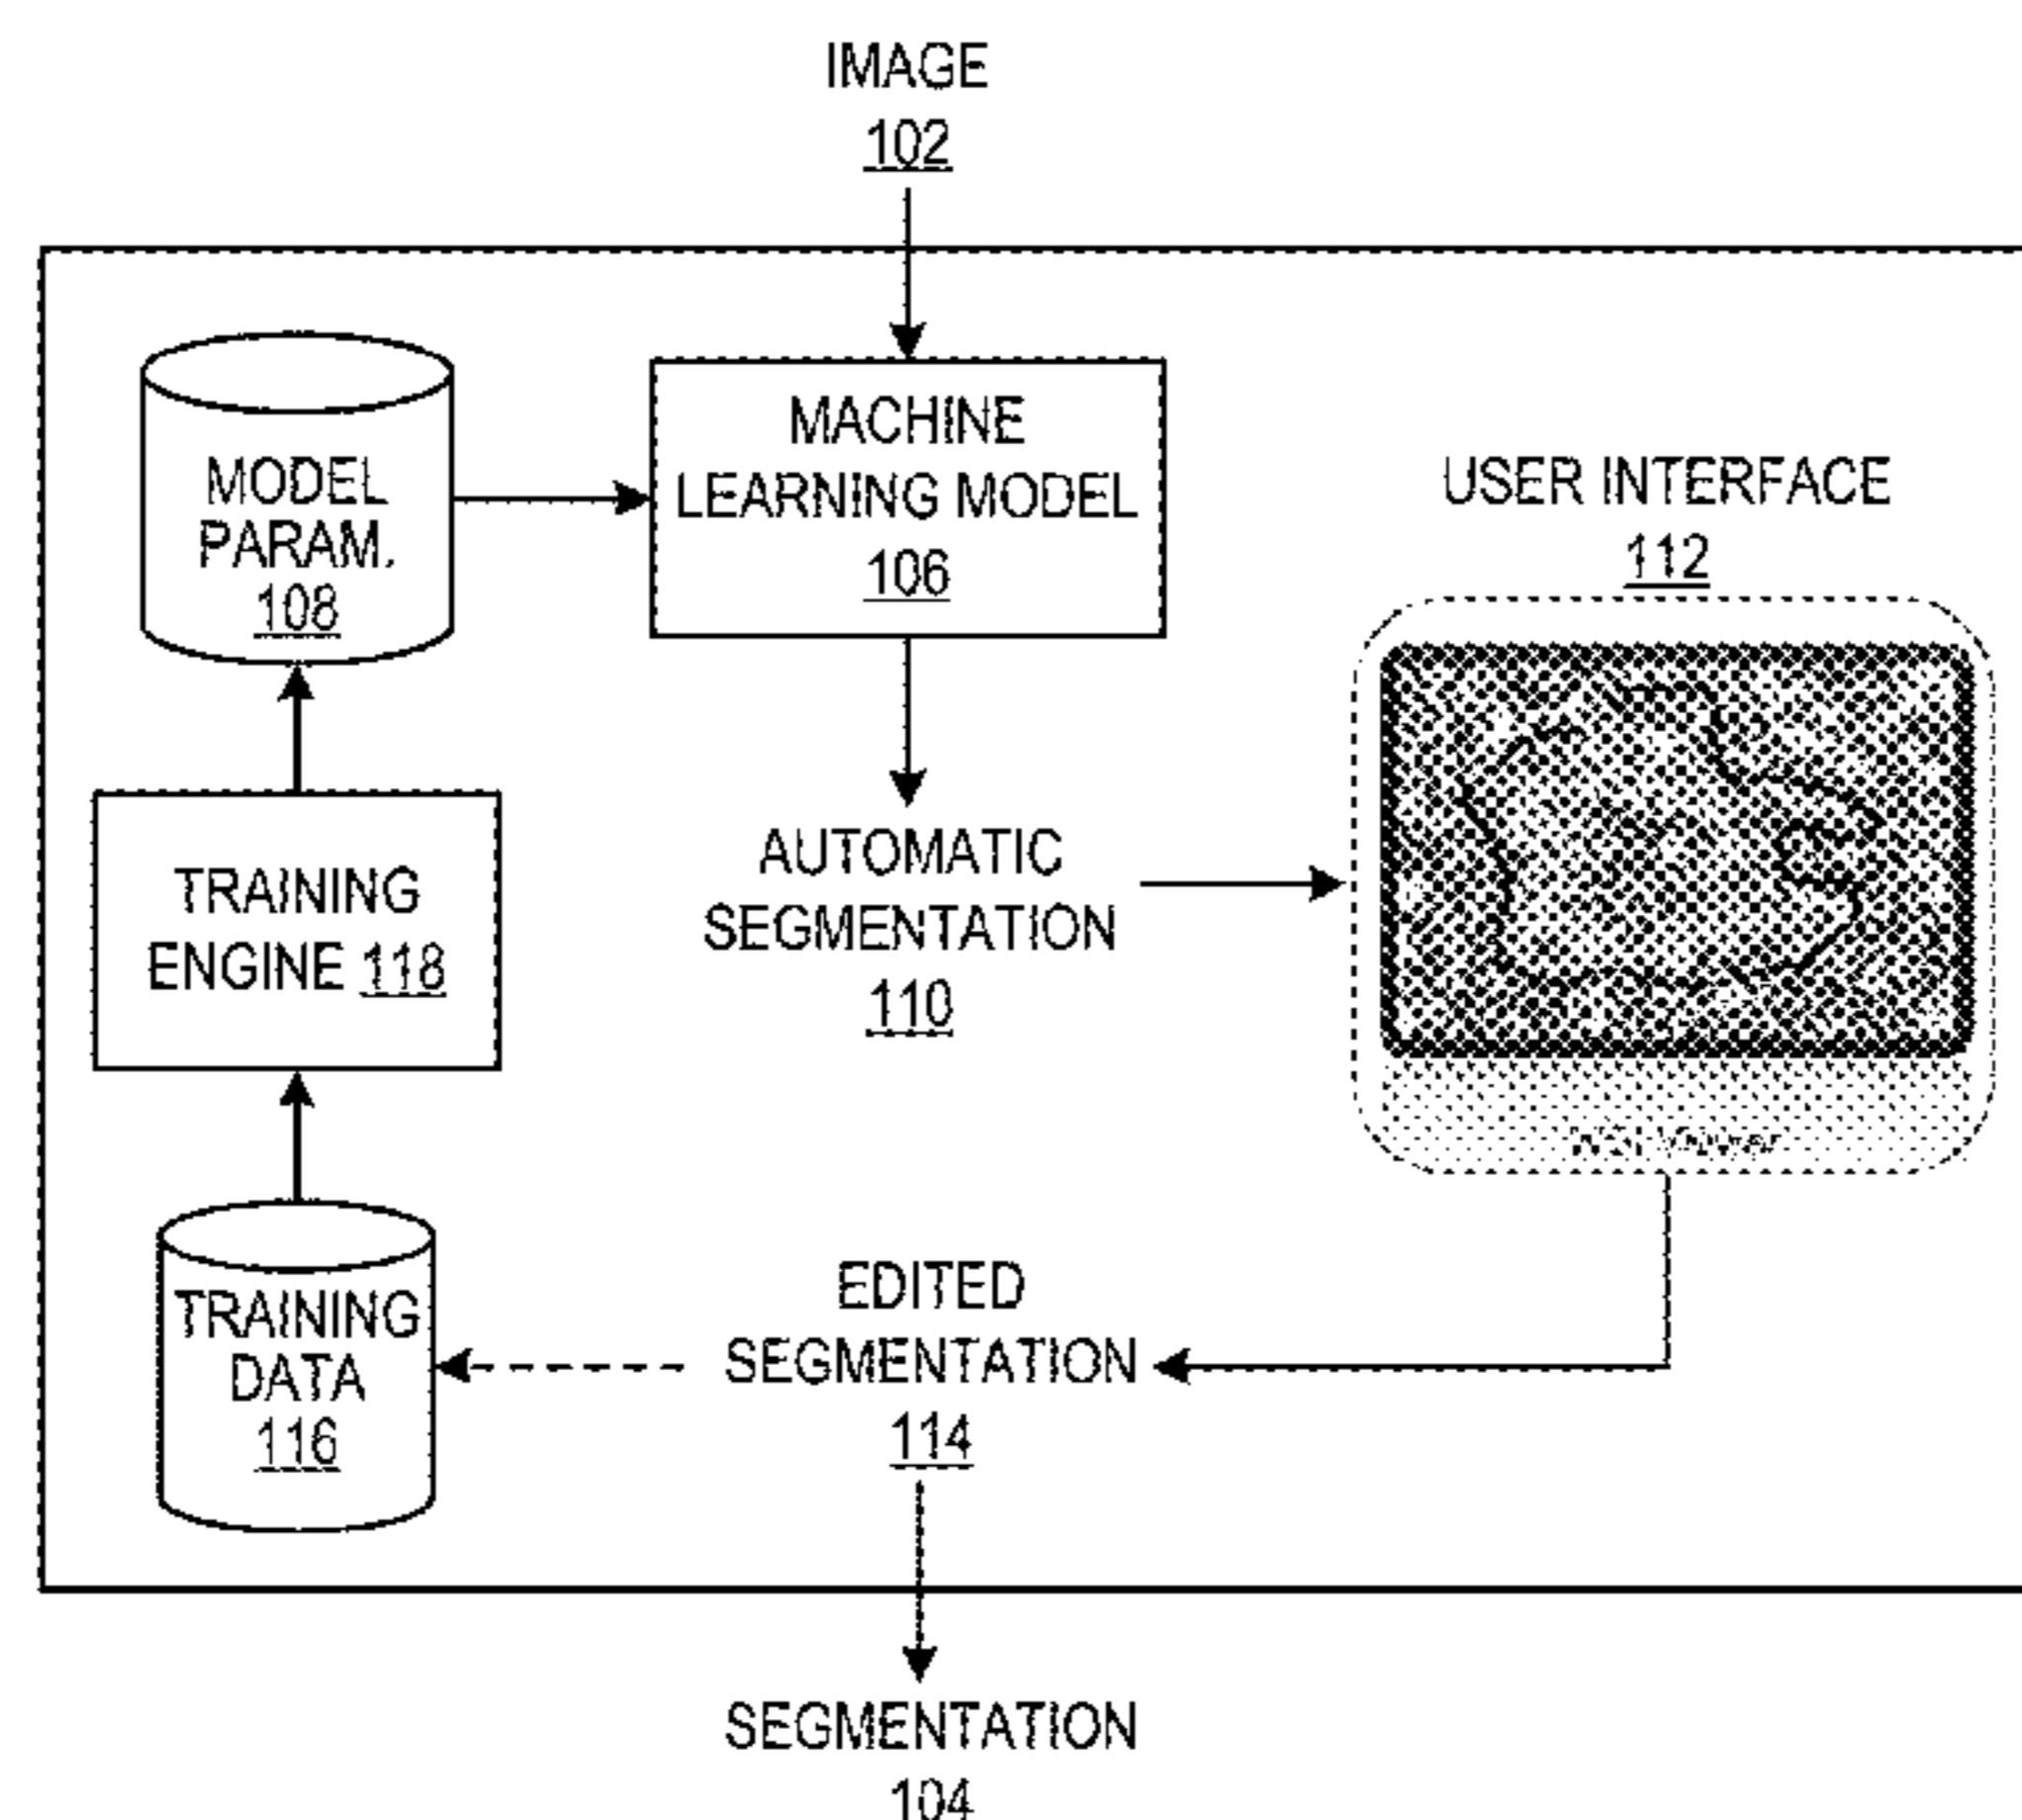 IMAGE
102
MODEL
PARAM.
108
MACHINE
LEARNING MODEL
106
USER INTERFACE
112
TRAINING
ENGINE 118
AUTOMATIC
SEGMENTATION
110
TRAINING
DATA
116
EDITED
SEGMENTATION
114
SEGMENTATION
104